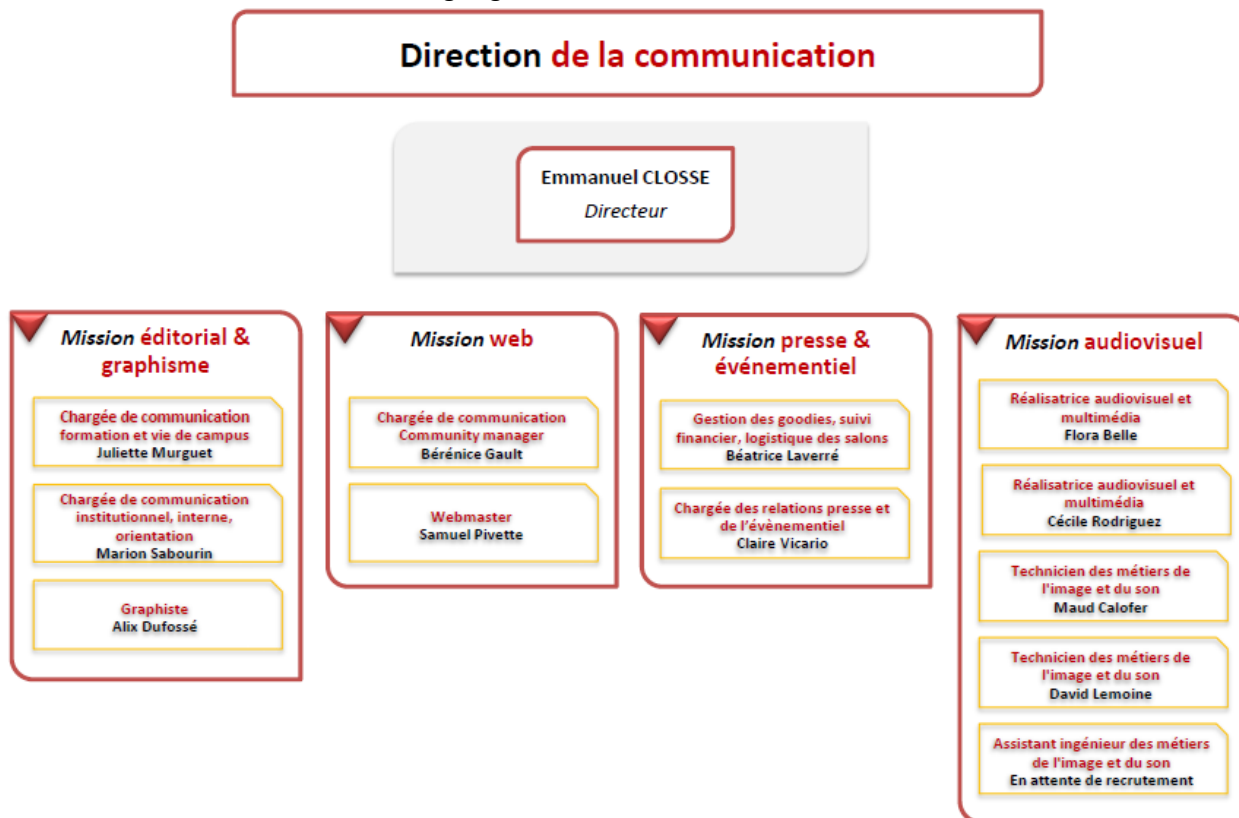 Direction de la communication
Emmanuel CLOSSE
Directeur
Mission éditorial &
graphisme
Chargée de communication
formation et vie de campus
Juliette Murguet
Chargée de communication
institutionnel, interne,
orientation
Marion Sabourin
Graphiste
Alix Dufossé
Mission web
Chargée de communication
Community manager
Bérénice Gault
Webmaster
Samuel Pivette
Mission presse &
événementiel
Gestion des goodies, suivi
financier, logistique des salons
Béatrice Laverré
Chargée des relations presse et
de l'évènementiel
Claire Vicario
Mission audiovisuel
Réalisatrice audiovisuel et
multimédia
Flora Belle
Réalisatrice audiovisuel et
multimédia
Cécile Rodriguez
Technicien des métiers de
l'image et du son
Maud Calofer
Technicien des métiers de
l'image et du son
David Lemoine
Assistant ingénieur des métiers
de l'image et du son
En attente de recrutement